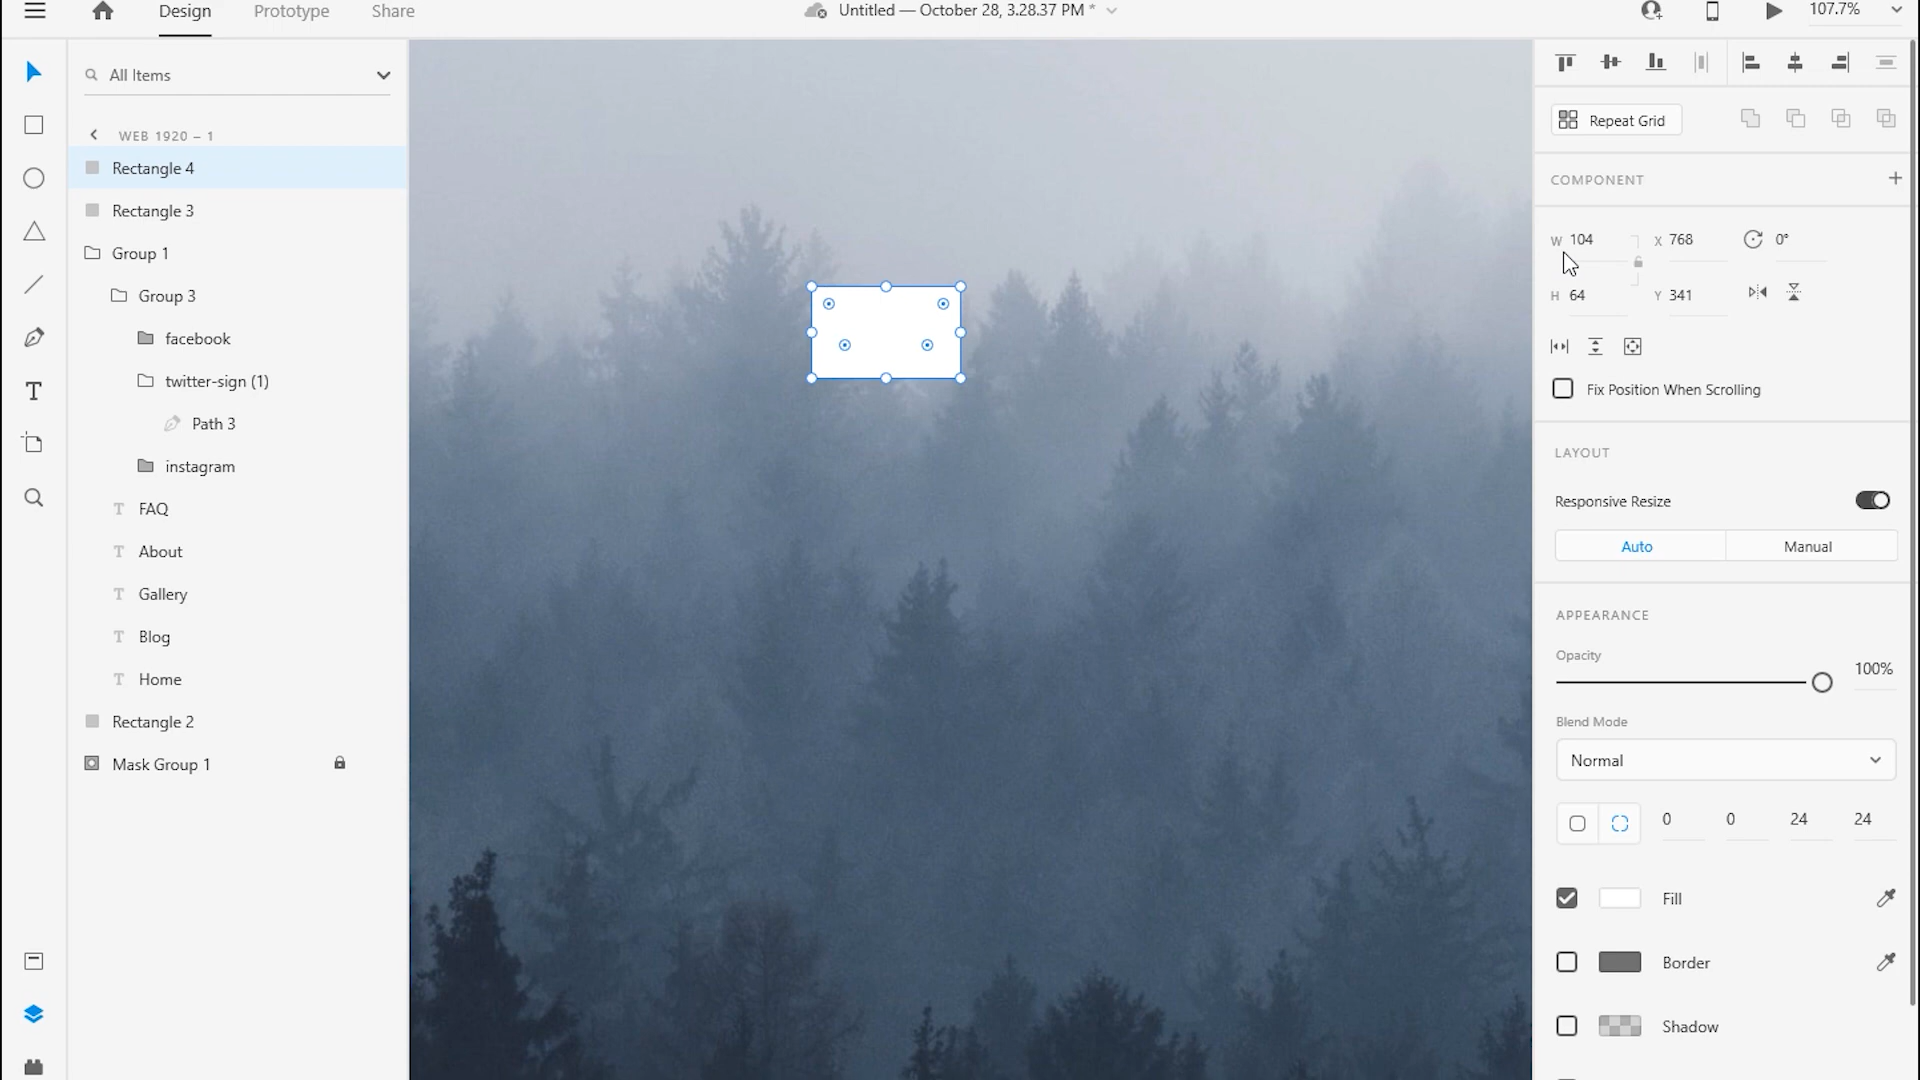 Design
Prototype
Share
Untitled — October 28, 3.28.37 PM *
107.7%
All Items
WEB 1920 – 1
Rectangle 4
Rectangle 3
Group 1
Group 3
facebook
twitter-sign (1)
Path 3
instagram
T FAQ
T About
T Gallery
T Blog
T Home
Rectangle 2
Mask Group 1
T
Repeat Grid
COMPONENT
W 104
X 768
0°
H 64
Y 341
Fix Position When Scrolling
LAYOUT
Responsive Resize
Auto
Manual
APPEARANCE
Opacity
100%
Blend Mode
Normal
0
0
24
24
Fill
Border
Shadow